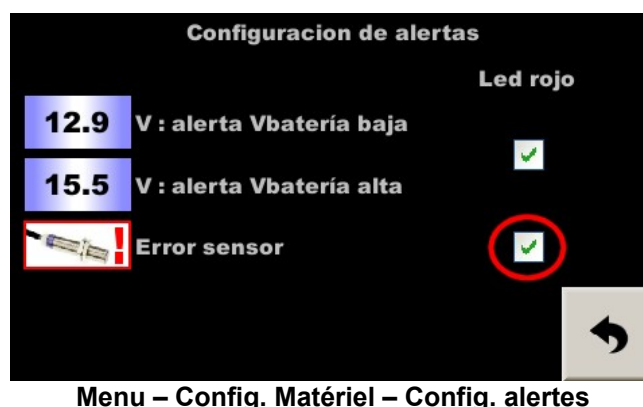 Configuracion de alertas
Led rojo
12.9 V : alerta Vbatería baja
15.5 V : alerta Vbatería alta
! Error sensor
Menu – Config. Matériel – Config. alertes